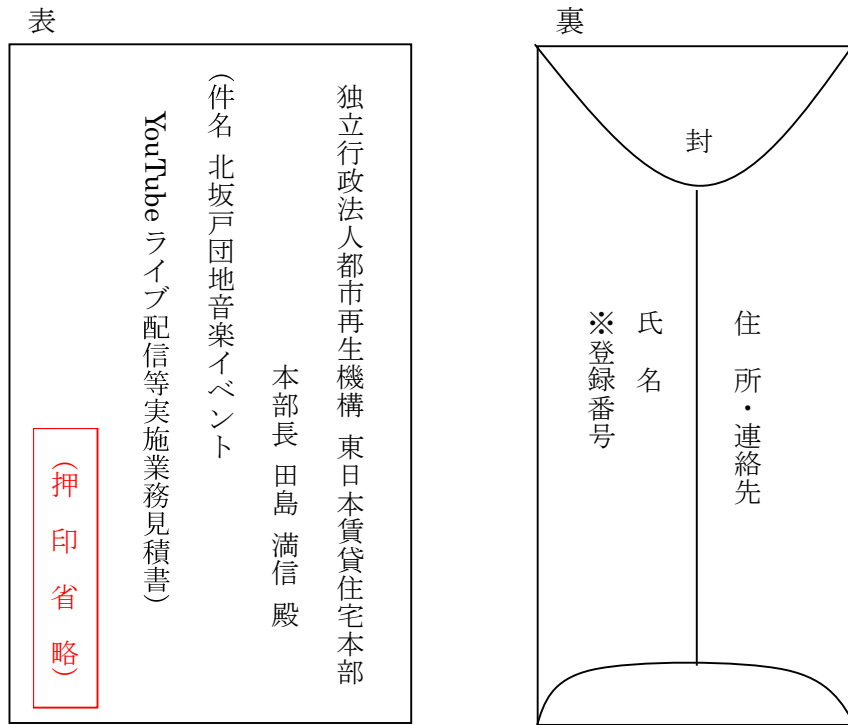 表
独立行政法人都市再生機構 東日本賃貸住宅本部
本部長 田島 満信 殿
(件名 北坂戸団地音楽イベント
YouTubeライブ配信等実施業務見積書)
(押印省略)
裏
封
住 所・連絡先
氏 名
※登録番号